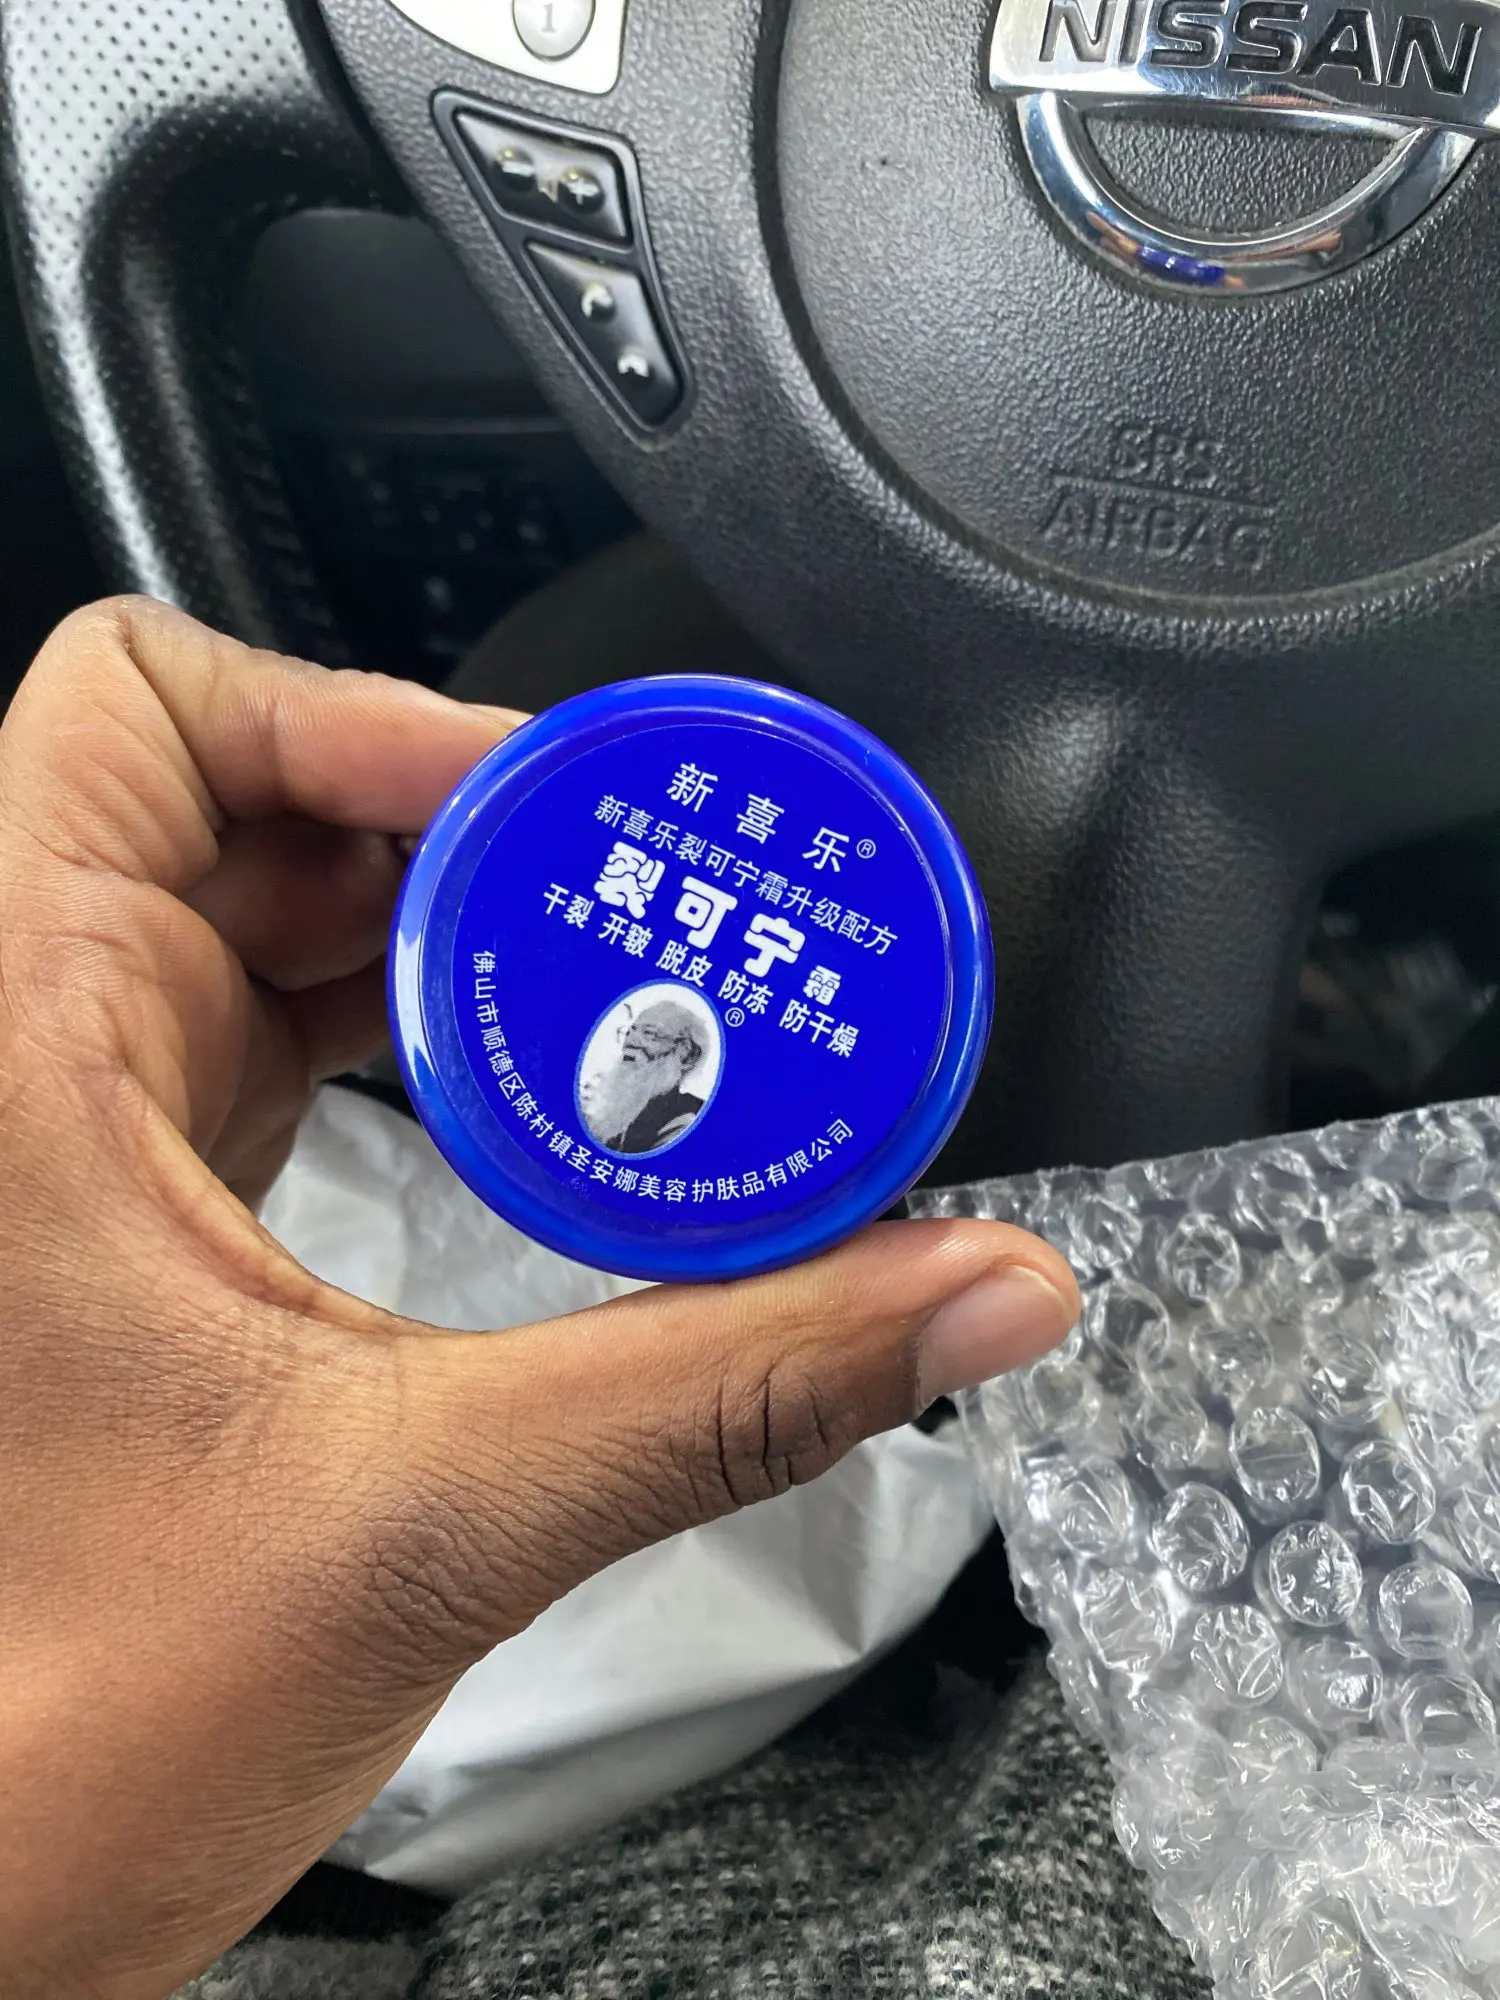 1
NISSAN
SRS
AIRBAG
新喜乐®
新喜乐裂可宁霜升级配方
裂可宁霜
干裂 开皲 脱皮 防冻 防干燥
®
佛山市顺德区陈村镇圣安娜美容护肤品有限公司